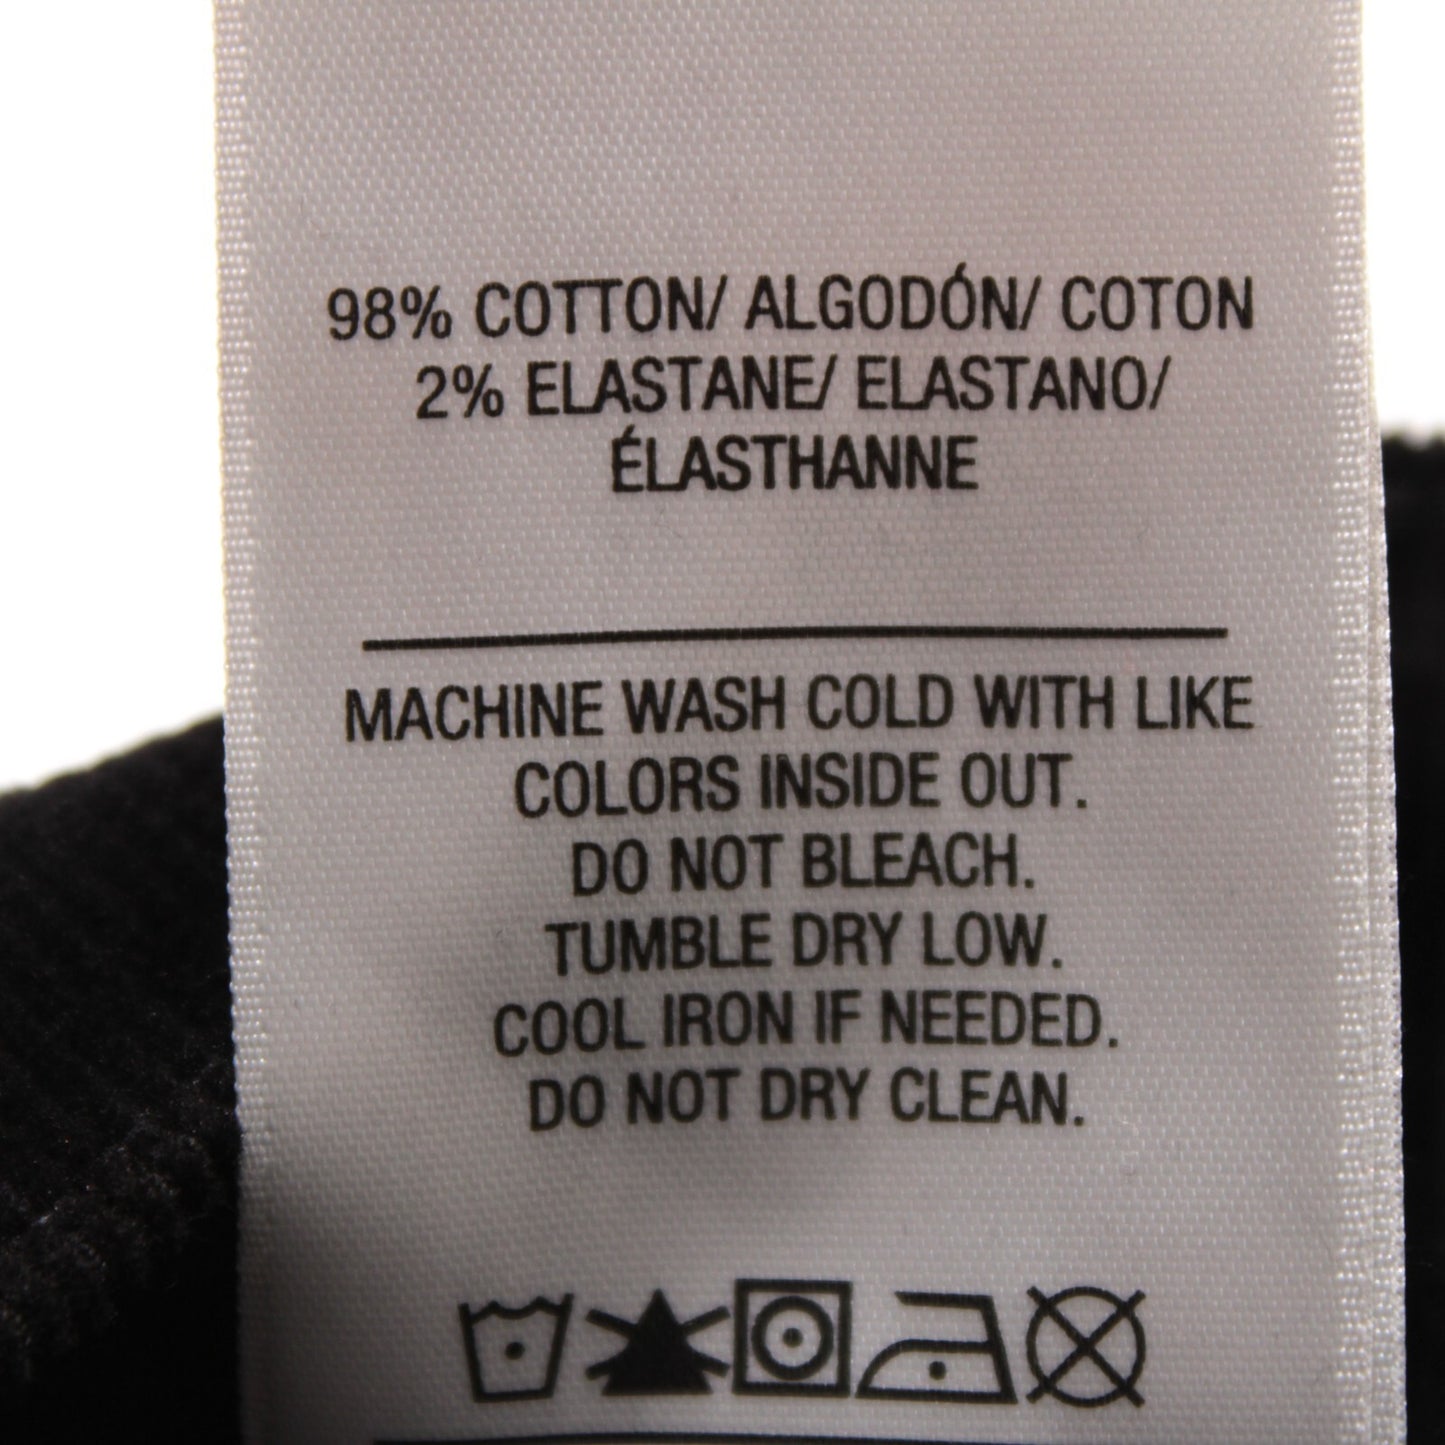 98% COTTON/ ALGODÓN/ COTON
2% ELASTANE/ ELASTANO/
ÉLASTHANNE
MACHINE WASH COLD WITH LIKE
COLORS INSIDE OUT.
DO NOT BLEACH.
TUMBLE DRY LOW.
COOL IRON IF NEEDED.
DO NOT DRY CLEAN.